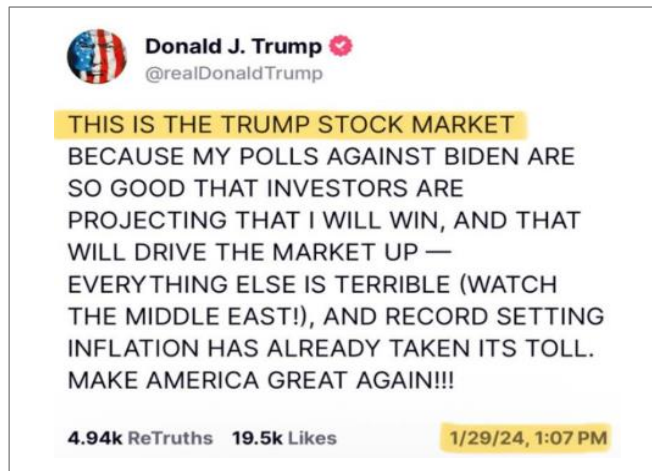 Donald J. Trump
@realDonaldTrump
THIS IS THE TRUMP STOCK MARKET
BECAUSE MY POLLS AGAINST BIDEN ARE
SO GOOD THAT INVESTORS ARE
PROJECTING THAT I WILL WIN, AND THAT
WILL DRIVE THE MARKET UP —
EVERYTHING ELSE IS TERRIBLE (WATCH
THE MIDDLE EAST!), AND RECORD SETTING
INFLATION HAS ALREADY TAKEN ITS TOLL.
MAKE AMERICA GREAT AGAIN!!!
4.94k ReTruths 19.5k Likes 1/29/24, 1:07 PM